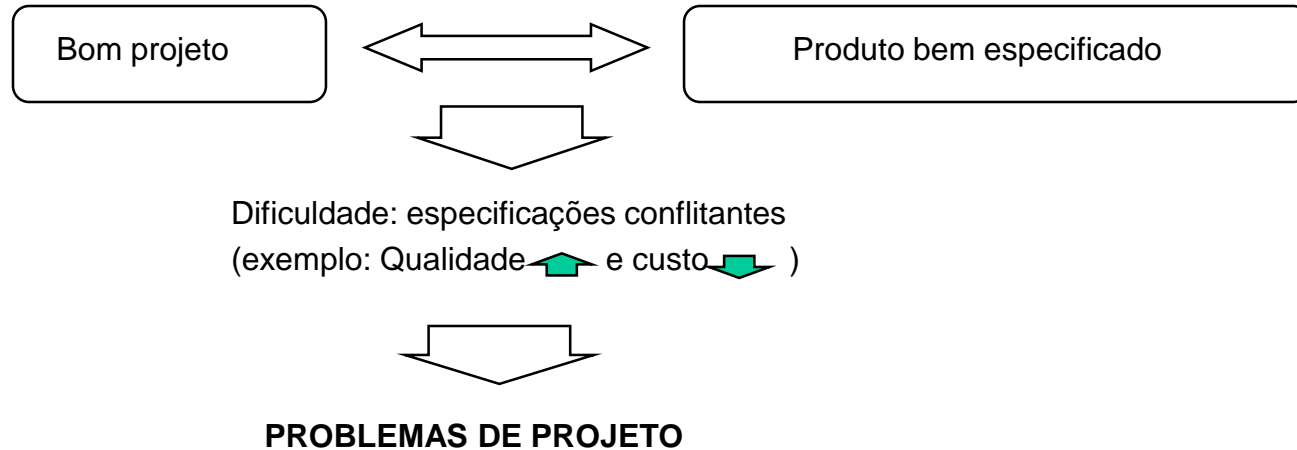 Bom projeto
Produto bem especificado
Dificuldade: especificações conflitantes
(exemplo: Qualidade e custo )
PROBLEMAS DE PROJETO